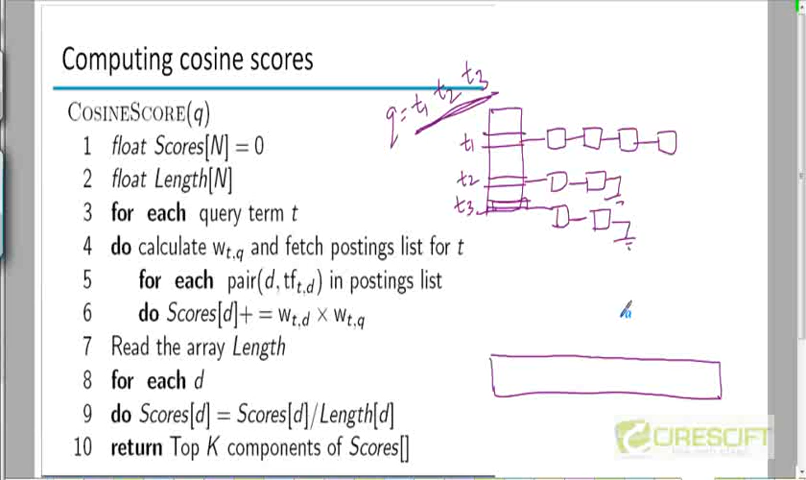 Computing cosine scores
COSINESCORE(q)
1 float Scores[N] = 0
2 float Length[N]
3 for each query term t
4 do calculate w_{t,q} and fetch postings list for t
5 for each pair(d, tf_{t,d}) in postings list
6 do Scores[d]+ = w_{t,d} × w_{t,q}
7 Read the array Length
8 for each d
9 do Scores[d] = Scores[d]/Length[d]
10 return Top K components of Scores[]
q = t1 t2 t3
t1
t2
t3